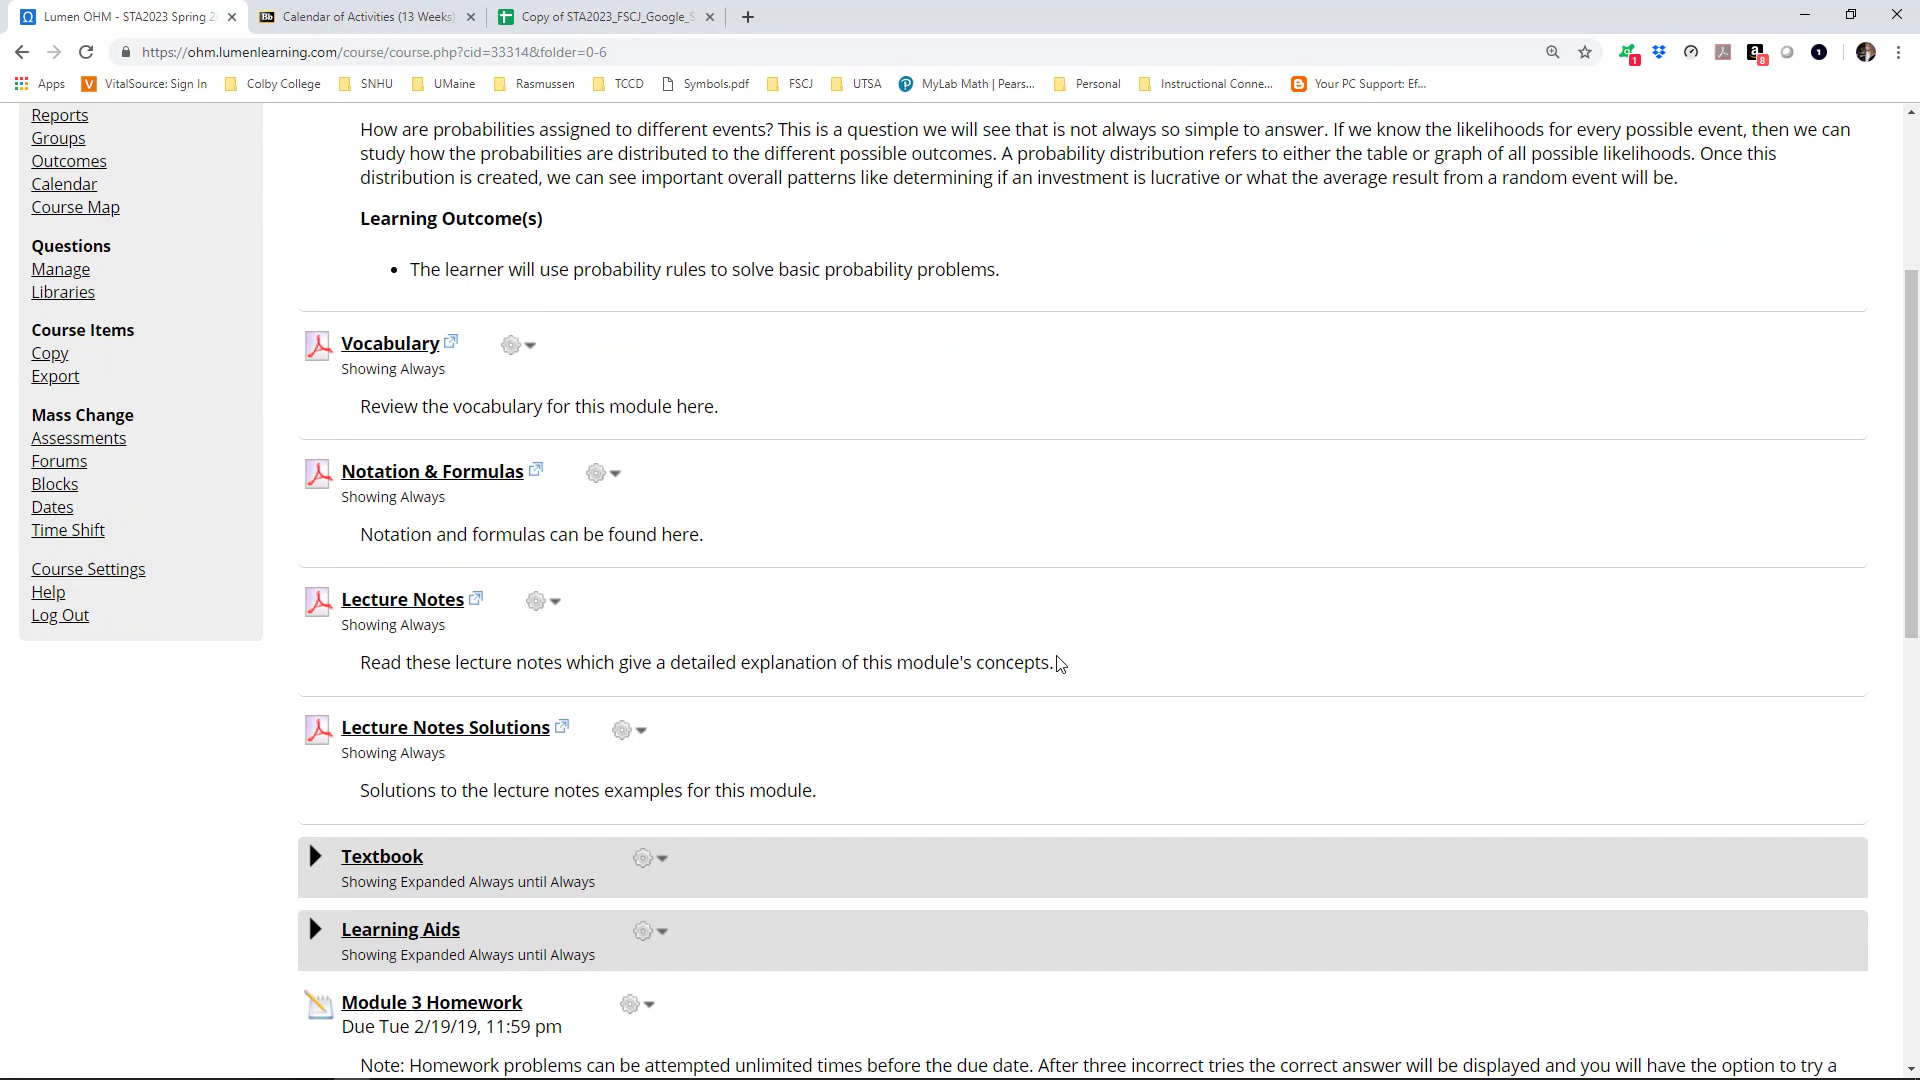 Lumen OHM - STA2023 Spring 2
Calendar of Activities (13 Weeks)
Copy of STA2023_FSCJ_Google_S
https://ohm.lumenlearning.com/course/course.php?cid=33314&folder=0-6
1
8
Apps
VitalSource: Sign In
Colby College
SNHU
UMaine
Rasmussen
TCCD
Symbols.pdf
FSCJ
UTSA
MyLab Math | Pears...
Personal
Instructional Conne...
Your PC Support: Ef...
Reports
Groups
Outcomes
Calendar
Course Map
Questions
Manage
Libraries
Course Items
Copy
Export
Mass Change
Assessments
Forums
Blocks
Dates
Time Shift
Course Settings
Help
Log Out
How are probabilities assigned to different events? This is a question we will see that is not always so simple to answer. If we know the likelihoods for every possible event, then we can
study how the probabilities are distributed to the different possible outcomes. A probability distribution refers to either the table or graph of all possible likelihoods. Once this
distribution is created, we can see important overall patterns like determining if an investment is lucrative or what the average result from a random event will be.
Learning Outcome(s)
• The learner will use probability rules to solve basic probability problems.
Vocabulary
Showing Always
Review the vocabulary for this module here.
Notation & Formulas
Showing Always
Notation and formulas can be found here.
Lecture Notes
Showing Always
Read these lecture notes which give a detailed explanation of this module's concepts.
Lecture Notes Solutions
Showing Always
Solutions to the lecture notes examples for this module.
Textbook
Showing Expanded Always until Always
Learning Aids
Showing Expanded Always until Always
Module 3 Homework
Due Tue 2/19/19, 11:59 pm
Note: Homework problems can be attempted unlimited times before the due date. After three incorrect tries the correct answer will be displayed and you will have the option to try a